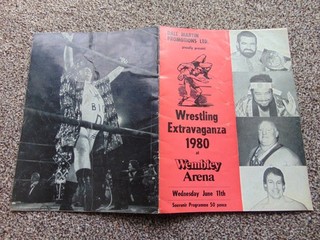 DALE MARTIN
PROMOTIONS LTD.
proudly present
Wrestling
Extravaganza
1980
at
Wembley
Arena
Wednesday June 11th
Souvenir Programme 50 pence